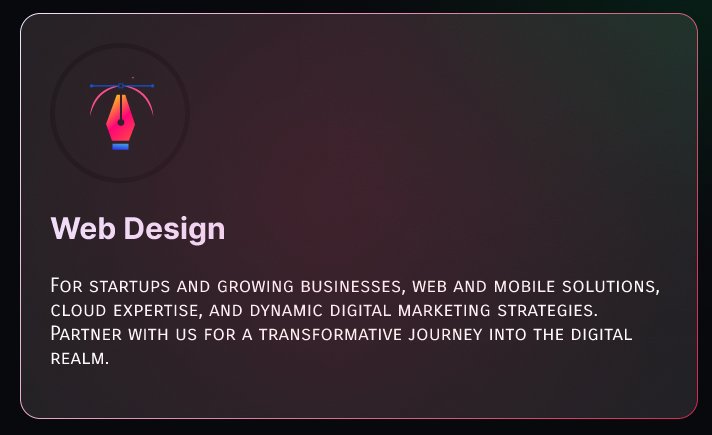 Web Design
For startups and growing businesses, web and mobile solutions,
cloud expertise, and dynamic digital marketing strategies.
Partner with us for a transformative journey into the digital
realm.